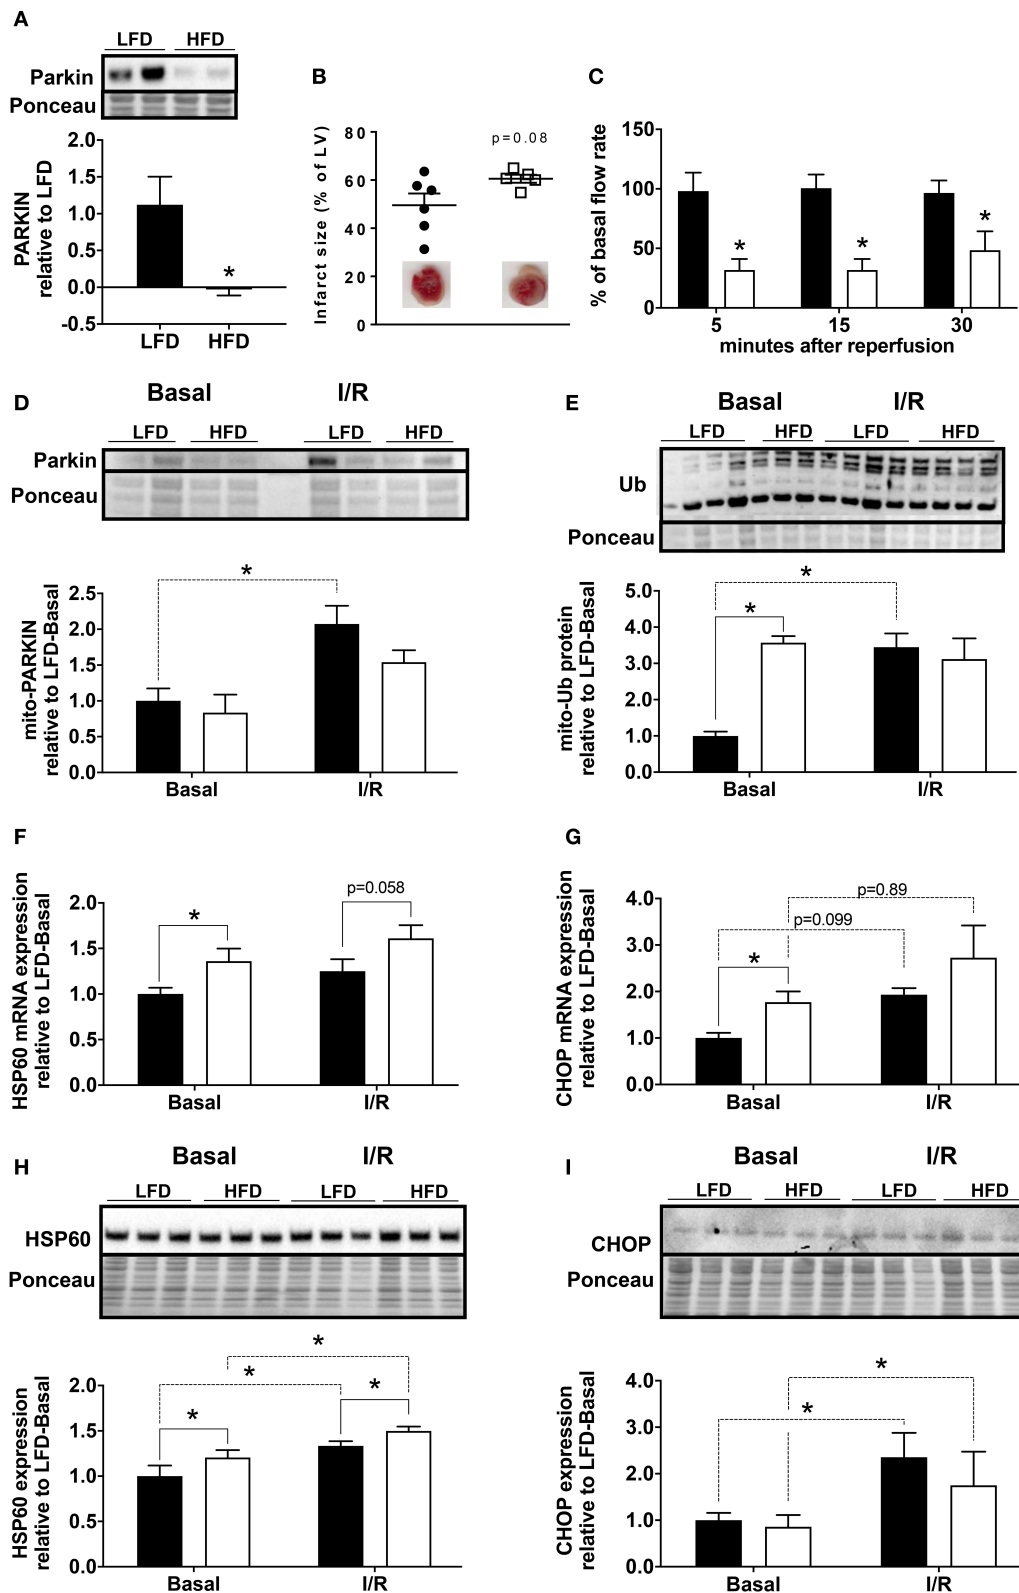 A
LFD HFD
Parkin
Ponceau
PARKIN
relative to LFD
2.0
1.5
1.0
0.5
0.0
-0.5
*
LFD HFD
B
Infarct size (% of LV)
80
60
40
20
0
p=0.08
C
% of basal flow rate
150
100
50
0
* * *
5 15 30
minutes after reperfusion
D
Basal I/R
LFD HFD LFD HFD
Parkin
Ponceau
mito-PARKIN
relative to LFD-Basal
2.5
2.0
1.5
1.0
0.5
0.0
*
Basal I/R
E
Basal I/R
LFD HFD LFD HFD
Ub
Ponceau
mito-Ub protein
relative to LFD-Basal
5.0
4.0
3.0
2.0
1.0
0.0
*
*
Basal I/R
F
HSP60 mRNA expression
relative to LFD-Basal
2.0
1.5
1.0
0.5
0.0
*
p=0.058
Basal I/R
G
CHOP mRNA expression
relative to LFD-Basal
4.0
3.0
2.0
1.0
0.0
p=0.89
p=0.099
*
Basal I/R
H
Basal I/R
LFD HFD LFD HFD
HSP60
Ponceau
HSP60 expression
relative to LFD-Basal
2.0
1.5
1.0
0.5
0.0
*
*
*
*
Basal I/R
I
Basal I/R
LFD HFD LFD HFD
CHOP
Ponceau
CHOP expression
relative to LFD-Basal
4.0
3.0
2.0
1.0
0.0
*
*
Basal I/R